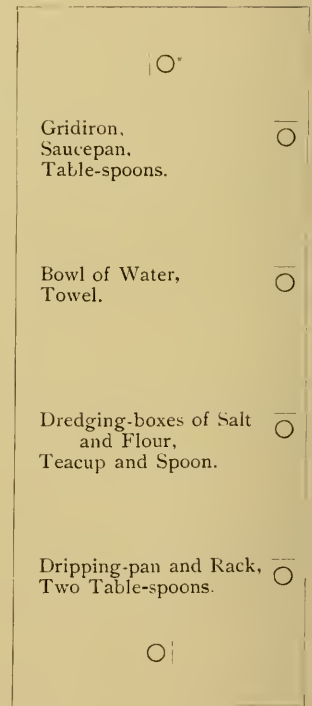 Gridiron,
Saucepan,
Table-spoons.
Bowl of Water,
Towel.
Dredging-boxes of Salt
and Flour,
Teacup and Spoon.
Dripping-pan and Rack,
Two Table-spoons.